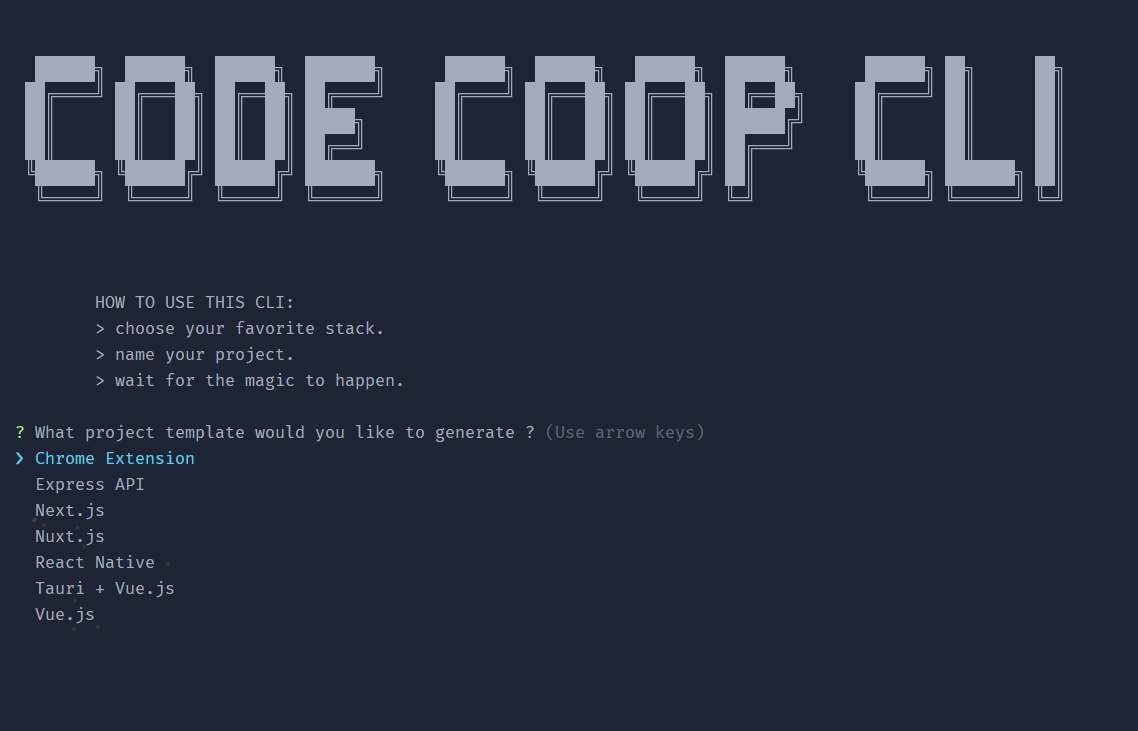 CODE COOP CLI
HOW TO USE THIS CLI:
> choose your favorite stack.
> name your project.
> wait for the magic to happen.
? What project template would you like to generate ? (Use arrow keys)
❯ Chrome Extension
Express API
Next.js
Nuxt.js
React Native
Tauri + Vue.js
Vue.js